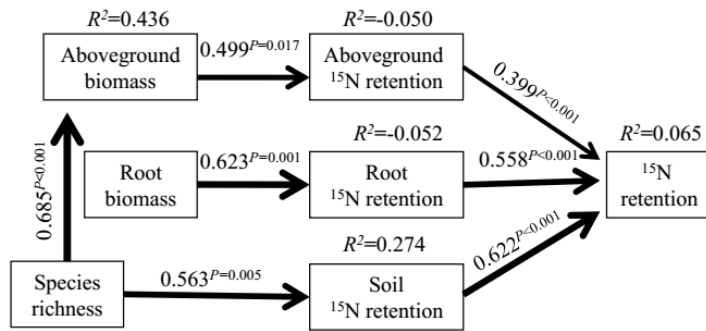 R²=0.436
R²=-0.050
Aboveground
biomass
0.499P=0.017
Aboveground
¹⁵N retention
0.399P<0.001
R²=-0.052
R²=0.065
0.685P<0.001
Root
biomass
0.623P=0.001
Root
¹⁵N retention
0.558P<0.001
¹⁵N
retention
R²=0.274
Species
richness
0.563P=0.005
Soil
¹⁵N retention
0.622P<0.001